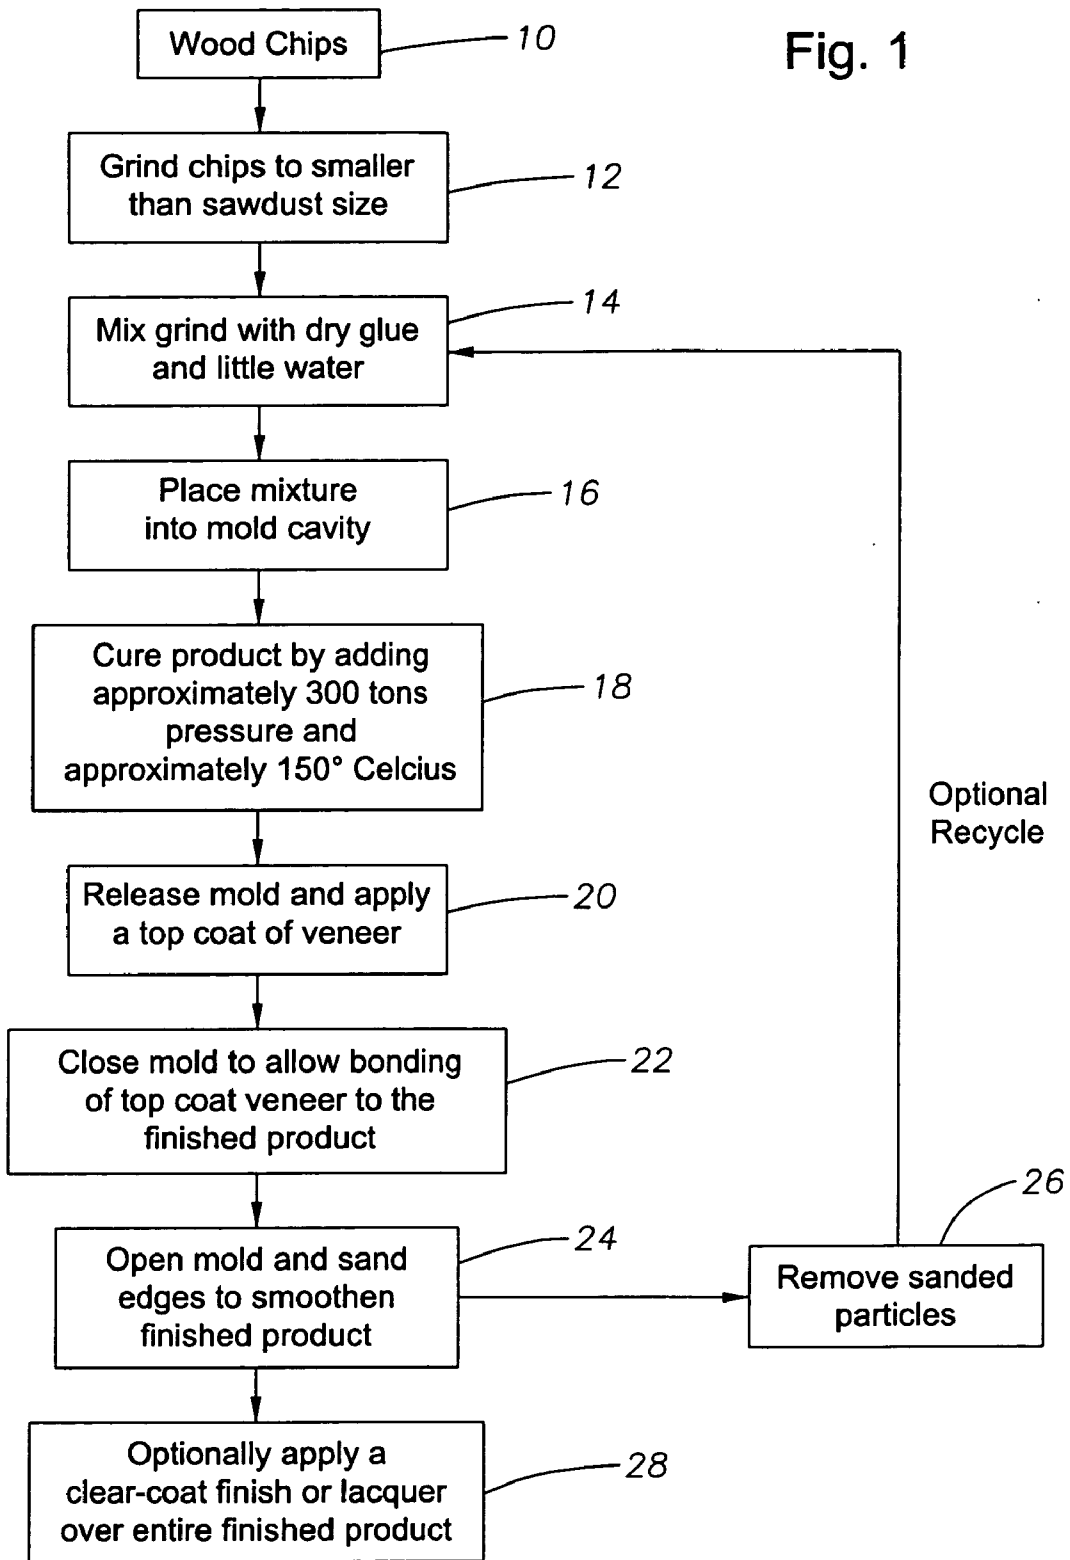 Fig. 1
Wood Chips
10
Grind chips to smaller
than sawdust size
12
Mix grind with dry glue
and little water
14
Place mixture
into mold cavity
16
Cure product by adding
approximately 300 tons
pressure and
approximately 150° Celcius
18
Optional
Recycle
Release mold and apply
a top coat of veneer
20
Close mold to allow bonding
of top coat veneer to the
finished product
22
Open mold and sand
edges to smoothen
finished product
24
Remove sanded
particles
26
Optionally apply a
clear-coat finish or lacquer
over entire finished product
28